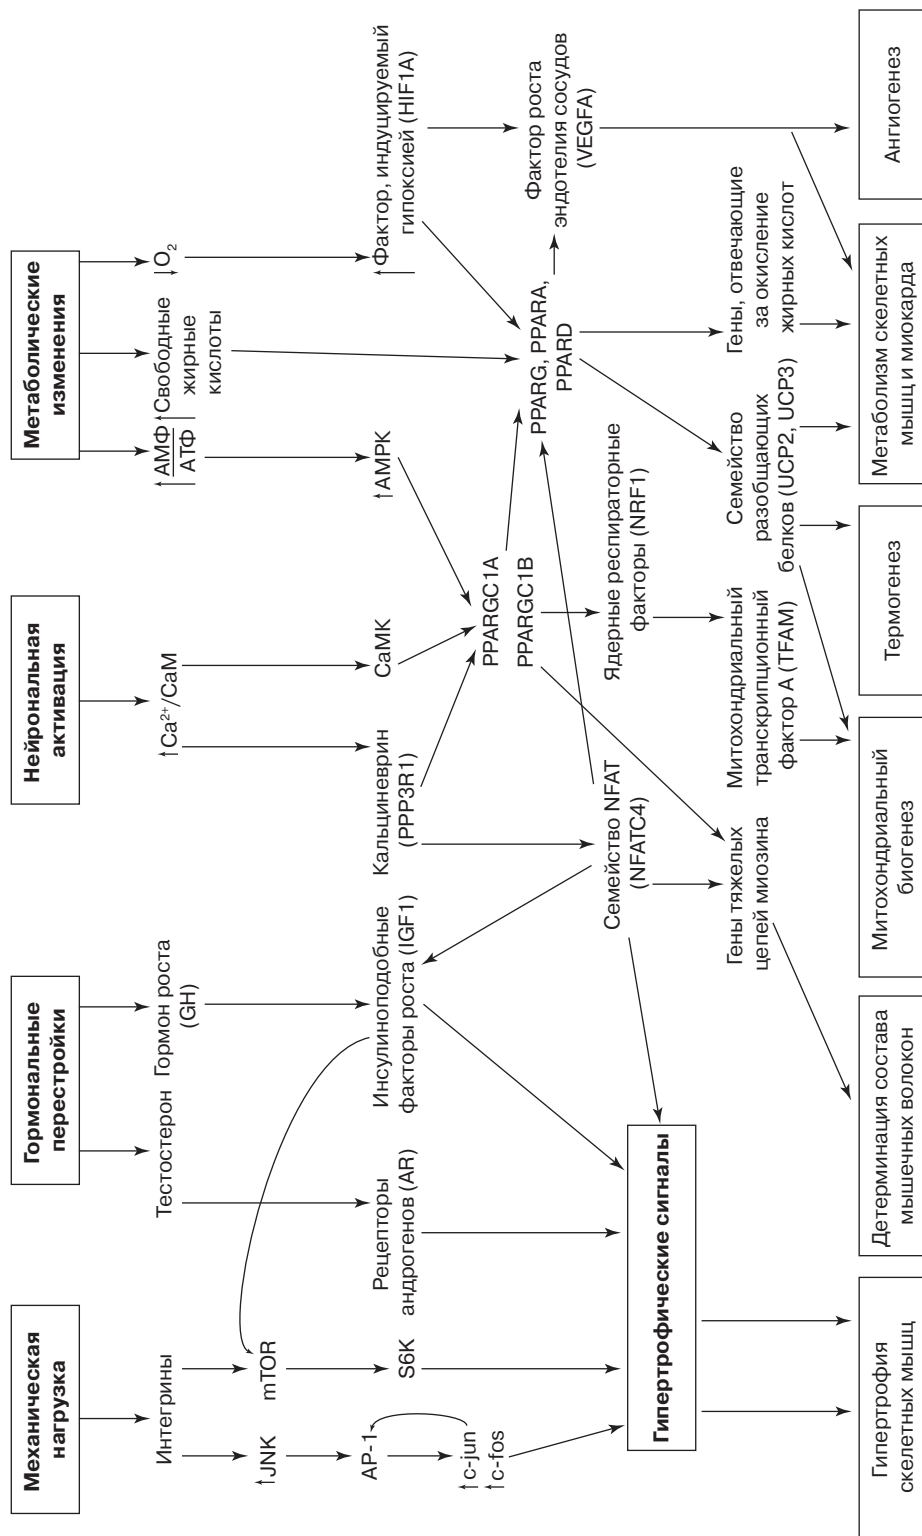 Механическая
нагрузка
Гормональные
перестройки
Нейрональная
активация
Метаболические
изменения
Интегрины
Тестостерон
Гормон роста
(GH)
↑Ca²⁺/CaM
↑АМФ
АТФ
↑Свободные
жирные
кислоты
↓O₂
↑JNK
mTOR
AP-1
S6K
Рецепторы
андрогенов (AR)
Инсулиноподобные
факторы роста (IGF1)
Кальциневрин
(PPP3R1)
CaMK
↑AMPK
↑Фактор, индуцируемый
гипоксией (HIF1A)
↑c-jun
↑c-fos
PPARGC1A
PPARGC1B
PPARG, PPARA,
PPARD
Фактор роста
эндотелия сосудов
(VEGFA)
Семейство NFAT
(NFATC4)
Ядерные респираторные
факторы (NRF1)
Гипертрофические сигналы
Гены тяжелых
цепей миозина
Митохондриальный
транскрипционный
фактор А (TFAM)
Семейство
разобщающих
белков (UCP2, UCP3)
Гены, отвечающие
за окисление
жирных кислот
Гипертрофия
скелетных мышц
Детерминация состава
мышечных волокон
Митохондриальный
биогенез
Термогенез
Метаболизм скелетных
мышц и миокарда
Ангиогенез